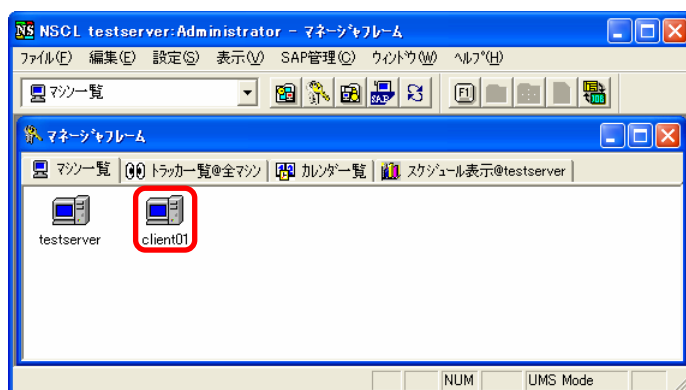 NS NSCL testserver:Administrator - マネージャフレーム
ファイル(F) 編集(E) 設定(S) 表示(V) SAP管理(C) ウィンドウ(W) ヘルプ(H)
マシン一覧 SAP F1
マネージャフレーム
マシン一覧 トラッカー一覧@全マシン カレンダ一覧 スケジュール表示@testserver
testserver client01
NUM UMS Mode